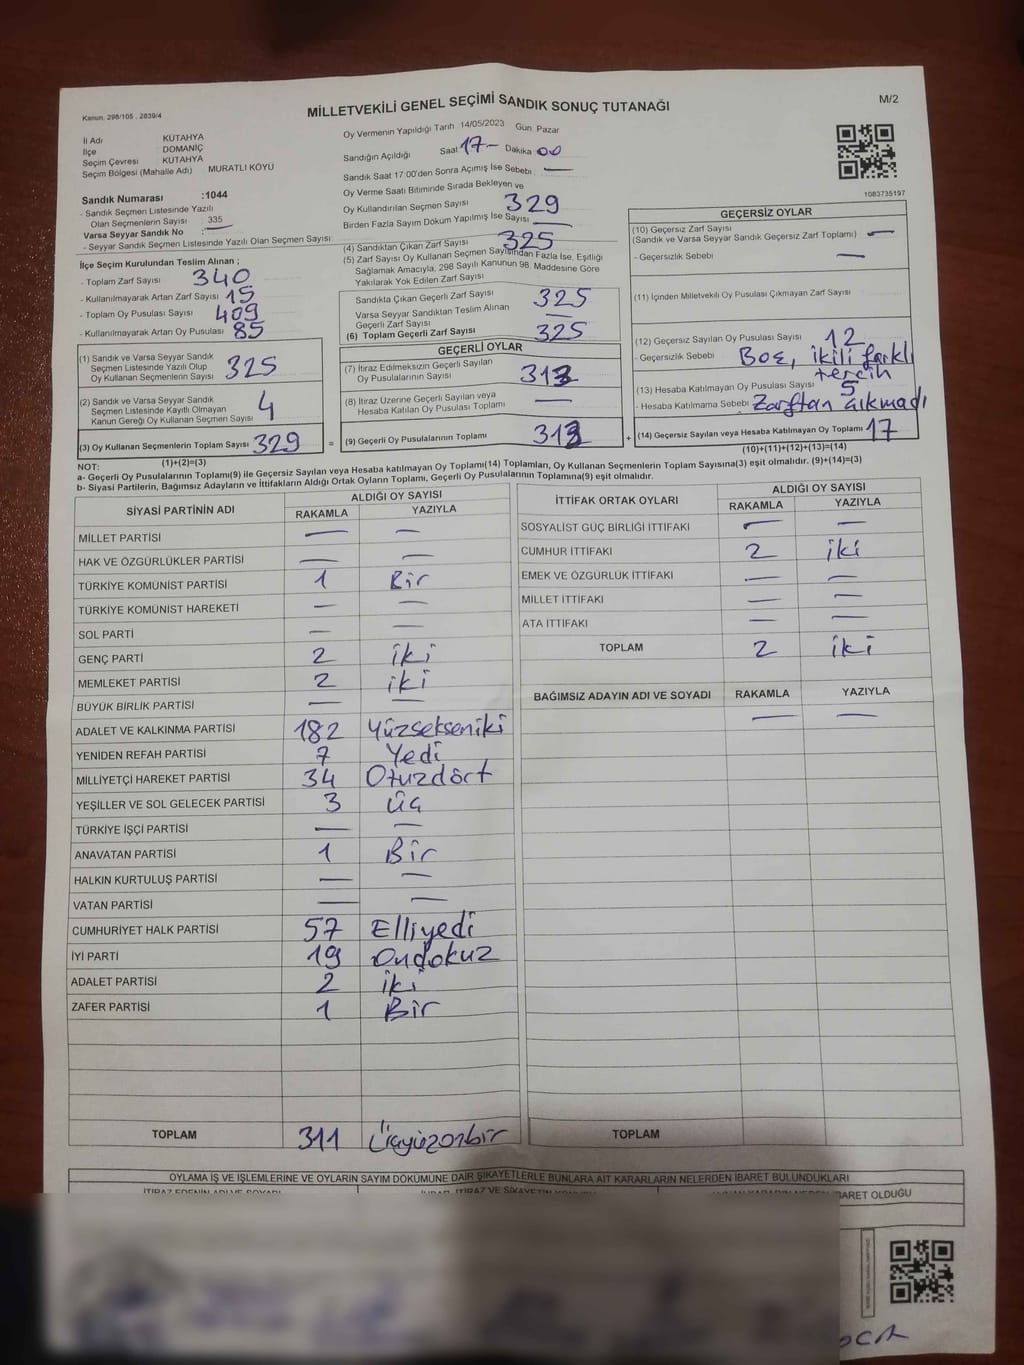 Kanun. 298/105 , 2839/4
MİLLETVEKİLİ GENEL SEÇİMİ SANDIK SONUÇ TUTANAĞI
M/2
İl Adı KÜTAHYA
İlçe DOMANİÇ
Seçim Çevresi KÜTAHYA
Seçim Bölgesi (Mahalle Adı) MURATLI KÖYÜ
Sandık Numarası :1044
- Sandık Seçmen Listesinde Yazılı
Olan Seçmenlerin Sayısı : 335
Varsa Seyyar Sandık No :
- Seyyar Sandık Seçmen Listesinde Yazılı Olan Seçmen Sayısı:
Oy Vermenin Yapıldığı Tarih 14/05/2023 Gün Pazar
Sandığın Açıldığı Saat 17- Dakika 00
Sandık Saat 17:00'den Sonra Açımış İse Sebebi —
Oy Verme Saati Bitiminde Sırada Bekleyen ve
Oy Kullandırılan Seçmen Sayısı 329
Birden Fazla Sayım Döküm Yapılmış İse Sayısı —
1083735197
İlçe Seçim Kurulundan Teslim Alınan ;
- Toplam Zarf Sayısı 340
- Kullanılmayarak Artan Zarf Sayısı 15
- Toplam Oy Pusulası Sayısı 409
- Kullanılmayarak Artan Oy Pusulası 85
(1) Sandık ve Varsa Seyyar Sandık
Seçmen Listesinde Yazılı Olup
Oy Kullanan Seçmenlerin Sayısı 325
(2) Sandık ve Varsa Seyyar Sandık
Seçmen Listesinde Kayıtlı Olmayan
Kanun Gereği Oy Kullanan Seçmen Sayısı 4
(3) Oy Kullanan Seçmenlerin Toplam Sayısı 329
(1)+(2)=(3)
(4) Sandıktan Çıkan Zarf Sayısı 325
(5) Zarf Sayısı Oy Kullanan Seçmen Sayısından Fazla İse, Eşitliği
Sağlamak Amacıyla, 298 Sayılı Kanunun 98. Maddesine Göre
Yakılarak Yok Edilen Zarf Sayısı
Sandıkta Çıkan Geçerli Zarf Sayısı 325
Varsa Seyyar Sandıktan Teslim Alınan
Geçerli Zarf Sayısı —
(6) Toplam Geçerli Zarf Sayısı 325
GEÇERLİ OYLAR
(7) İtiraz Edilmeksizin Geçerli Sayılan
Oy Pusulalarının Sayısı 313
(8) İtiraz Üzerine Geçerli Sayılan veya
Hesaba Katılan Oy Pusulası Toplamı —
= (9) Geçerli Oy Pusulalarının Toplamı 313 +
GEÇERSİZ OYLAR
(10) Geçersiz Zarf Sayısı
(Sandık ve Varsa Seyyar Sandık Geçersiz Zarf Toplamı) —
- Geçersizlik Sebebi —
(11) İçinden Milletvekili Oy Pusulası Çıkmayan Zarf Sayısı
(12) Geçersiz Sayılan Oy Pusulası Sayısı 12
- Geçersizlik Sebebi Boş, ikili farklı
tercih
(13) Hesaba Katılmayan Oy Pusulası Sayısı 5
- Hesaba Katılmama Sebebi Zarftan çıkmadı
(14) Geçersiz Sayılan veya Hesaba Katılmayan Oy Toplamı 17
(10)+(11)+(12)+(13)=(14)
NOT:
a- Geçerli Oy Pusulalarının Toplamı(9) ile Geçersiz Sayılan veya Hesaba katılmayan Oy Toplamı(14) Toplamları, Oy Kullanan Seçmenlerin Toplam Sayısına(3) eşit olmalıdır. (9)+(14)=(3)
b- Siyasi Partilerin, Bağımsız Adayların ve İttifakların Aldığı Ortak Oyların Toplamı, Geçerli Oy Pusulalarının Toplamına(9) eşit olmalıdır.
SİYASİ PARTİNİN ADI ALDIĞI OY SAYISI
RAKAMLA YAZIYLA
MİLLET PARTİSİ — —
HAK VE ÖZGÜRLÜKLER PARTİSİ — —
TÜRKİYE KOMÜNİST PARTİSİ 1 Bir
TÜRKİYE KOMÜNİST HAREKETİ — —
SOL PARTİ — —
GENÇ PARTİ 2 iki
MEMLEKET PARTİSİ 2 iki
BÜYÜK BİRLİK PARTİSİ — —
ADALET VE KALKINMA PARTİSİ 182 Yüzsekseniki
YENİDEN REFAH PARTİSİ 7 Yedi
MİLLİYETÇİ HAREKET PARTİSİ 34 Otuzdört
YEŞİLLER VE SOL GELECEK PARTİSİ 3 üç
TÜRKİYE İŞÇİ PARTİSİ — —
ANAVATAN PARTİSİ 1 Bir
HALKIN KURTULUŞ PARTİSİ — —
VATAN PARTİSİ — —
CUMHURİYET HALK PARTİSİ 57 Elliyedi
İYİ PARTİ 19 Ondokuz
ADALET PARTİSİ 2 iki
ZAFER PARTİSİ 1 Bir
TOPLAM 311 Üçyüzonbir
İTTİFAK ORTAK OYLARI ALDIĞI OY SAYISI
RAKAMLA YAZIYLA
SOSYALİST GÜÇ BİRLİĞİ İTTİFAKI — —
CUMHUR İTTİFAKI 2 iki
EMEK VE ÖZGÜRLÜK İTTİFAKI — —
MİLLET İTTİFAKI — —
ATA İTTİFAKI — —
TOPLAM 2 iki
BAĞIMSIZ ADAYIN ADI VE SOYADI RAKAMLA YAZIYLA
— —
TOPLAM
OYLAMA İŞ VE İŞLEMLERİNE VE OYLARIN SAYIM DÖKÜMÜNE DAİR ŞİKAYETLERLE BUNLARA AİT KARARLARIN NELERDEN İBARET BULUNDUKLARI